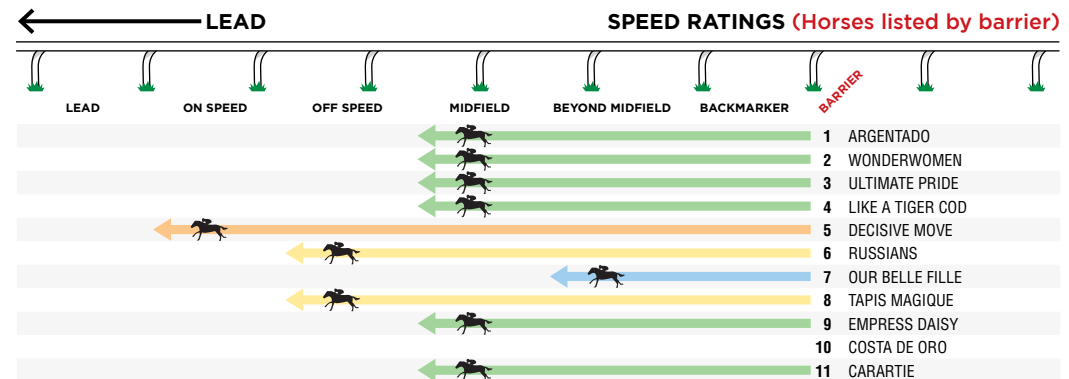 LEAD SPEED RATINGS (Horses listed by barrier)
LEAD ON SPEED OFF SPEED MIDFIELD BEYOND MIDFIELD BACKMARKER BARRIER
1 ARGENTADO
2 WONDERWOMEN
3 ULTIMATE PRIDE
4 LIKE A TIGER COD
5 DECISIVE MOVE
6 RUSSIANS
7 OUR BELLE FILLE
8 TAPIS MAGIQUE
9 EMPRESS DAISY
10 COSTA DE ORO
11 CARARTIE